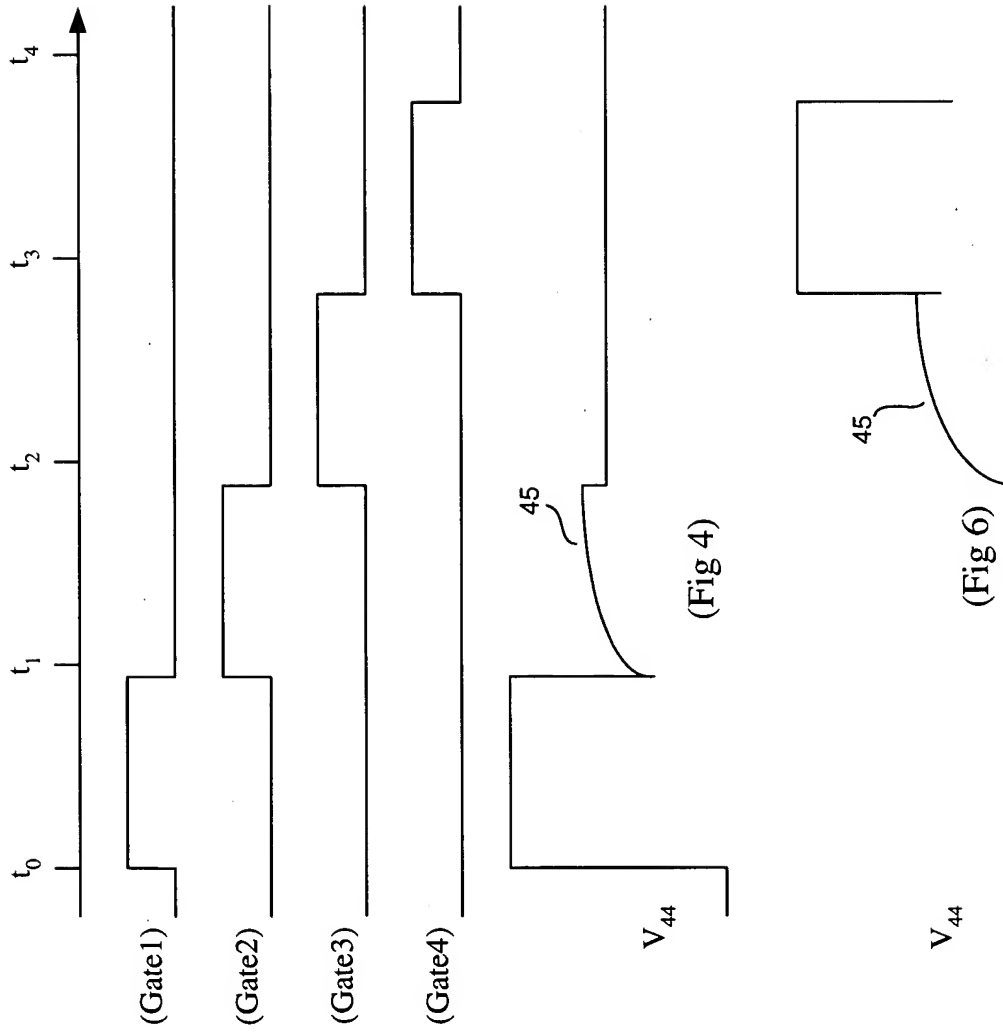 t0 t1 t2 t3 t4
(Gate1)
(Gate2)
(Gate3)
(Gate4)
V44
45
(Fig 4)
V44
45
(Fig 6)